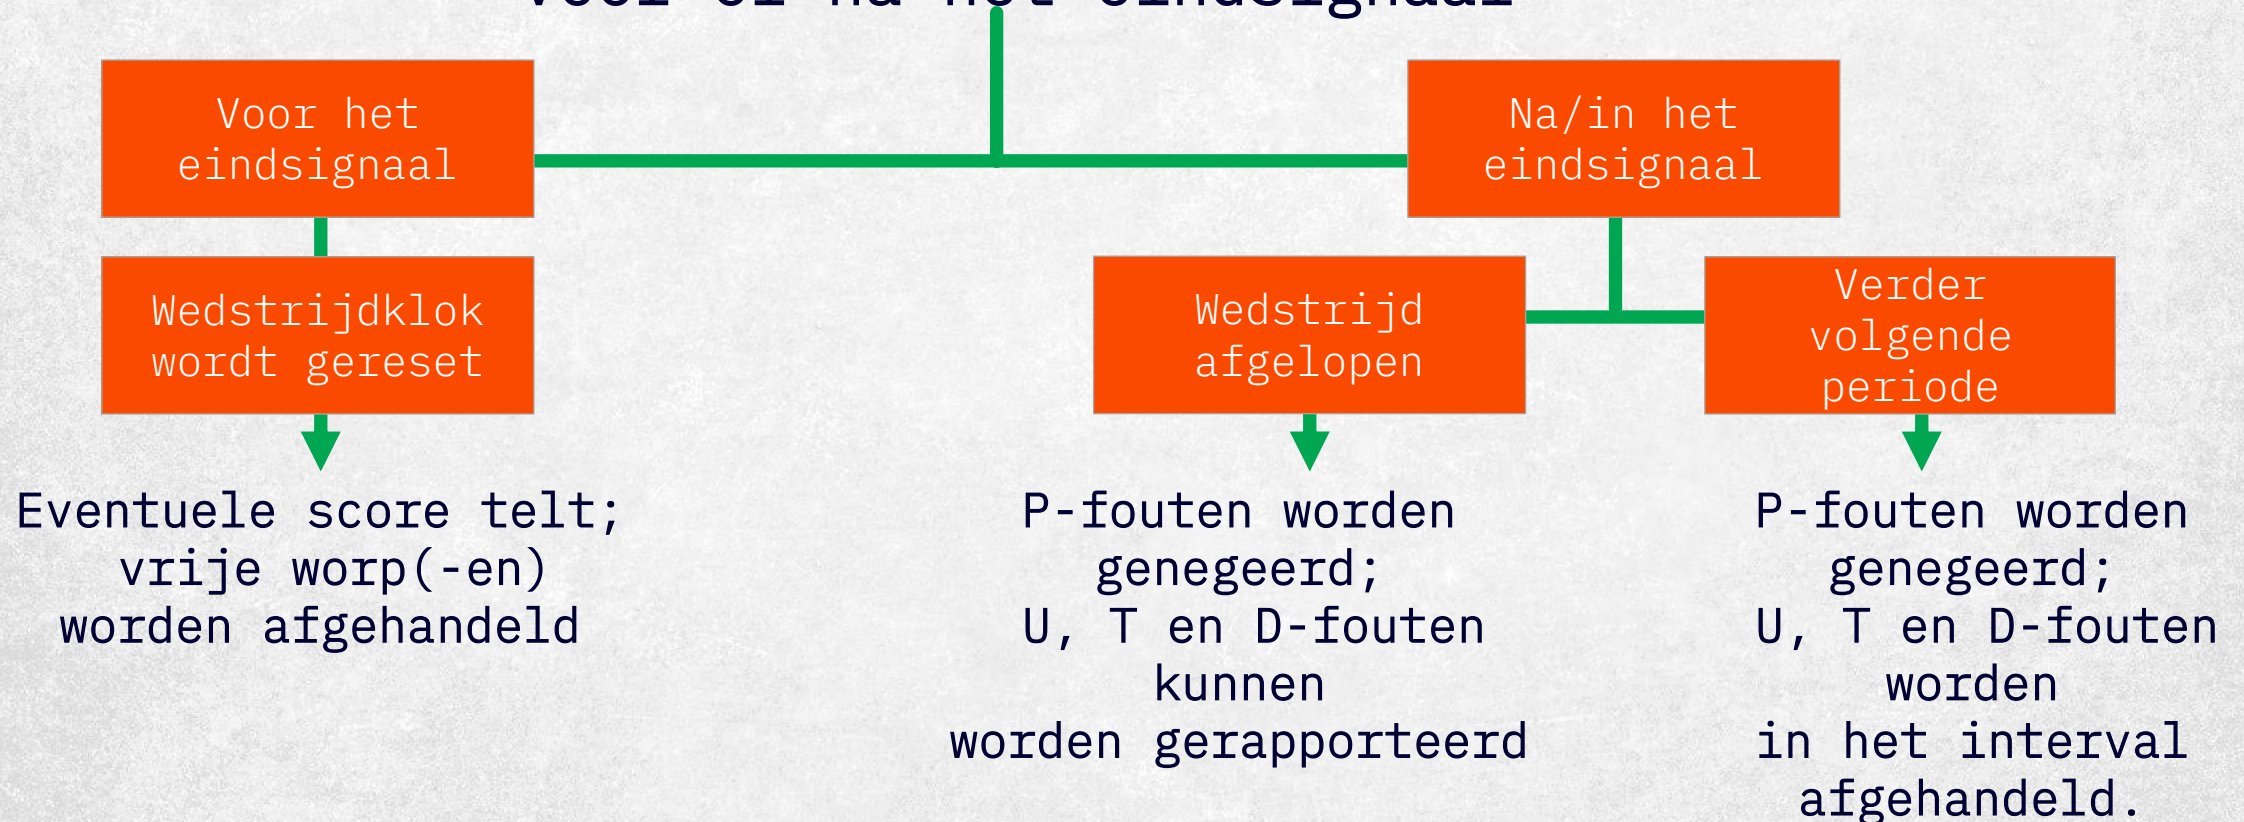 Voor het
eindsignaal
Na/in het
eindsignaal
Wedstrijdklok
wordt gereset
Wedstrijd
afgelopen
Verder
volgende
periode
Eventuele score telt;
vrije worp(-en)
worden afgehandeld
P-fouten worden
genegeerd;
U, T en D-fouten
kunnen
worden gerapporteerd
P-fouten worden
genegeerd;
U, T en D-fouten
worden
in het interval
afgehandeld.